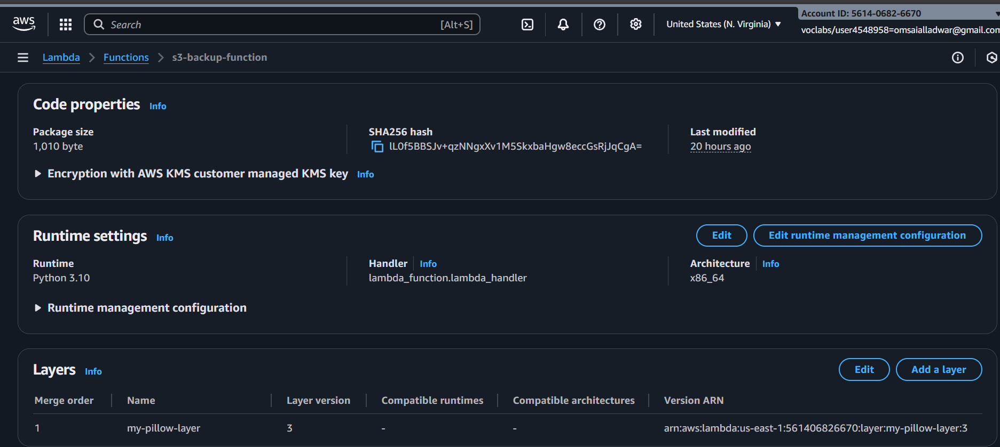 aws
Search [Alt+S]
United States (N. Virginia)
Account ID: 5614-0682-6670
voclabs/user4548958=omsaialladwar@gmail.com
Lambda > Functions > s3-backup-function
Code properties Info
Package size SHA256 hash Last modified
1,010 byte lL0f5BBSJv+qzNNgxXv1M5SkxbaHgw8eccGsRjJqCgA= 20 hours ago
Encryption with AWS KMS customer managed KMS key Info
Runtime settings Info Edit Edit runtime management configuration
Runtime Handler Info Architecture Info
Python 3.10 lambda_function.lambda_handler x86_64
Runtime management configuration
Layers Info Edit Add a layer
Merge order Name Layer version Compatible runtimes Compatible architectures Version ARN
1 my-pillow-layer 3 - - arn:aws:lambda:us-east-1:561406826670:layer:my-pillow-layer:3